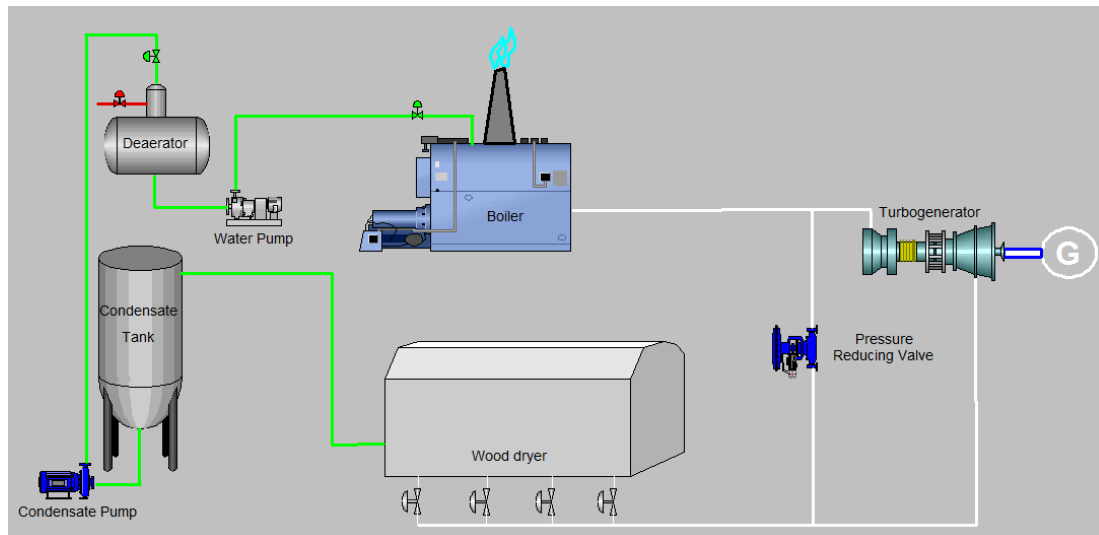 Deaerator
Water Pump
Boiler
Turbogenerator
G
Condensate
Tank
Pressure
Reducing Valve
Wood dryer
Condensate Pump